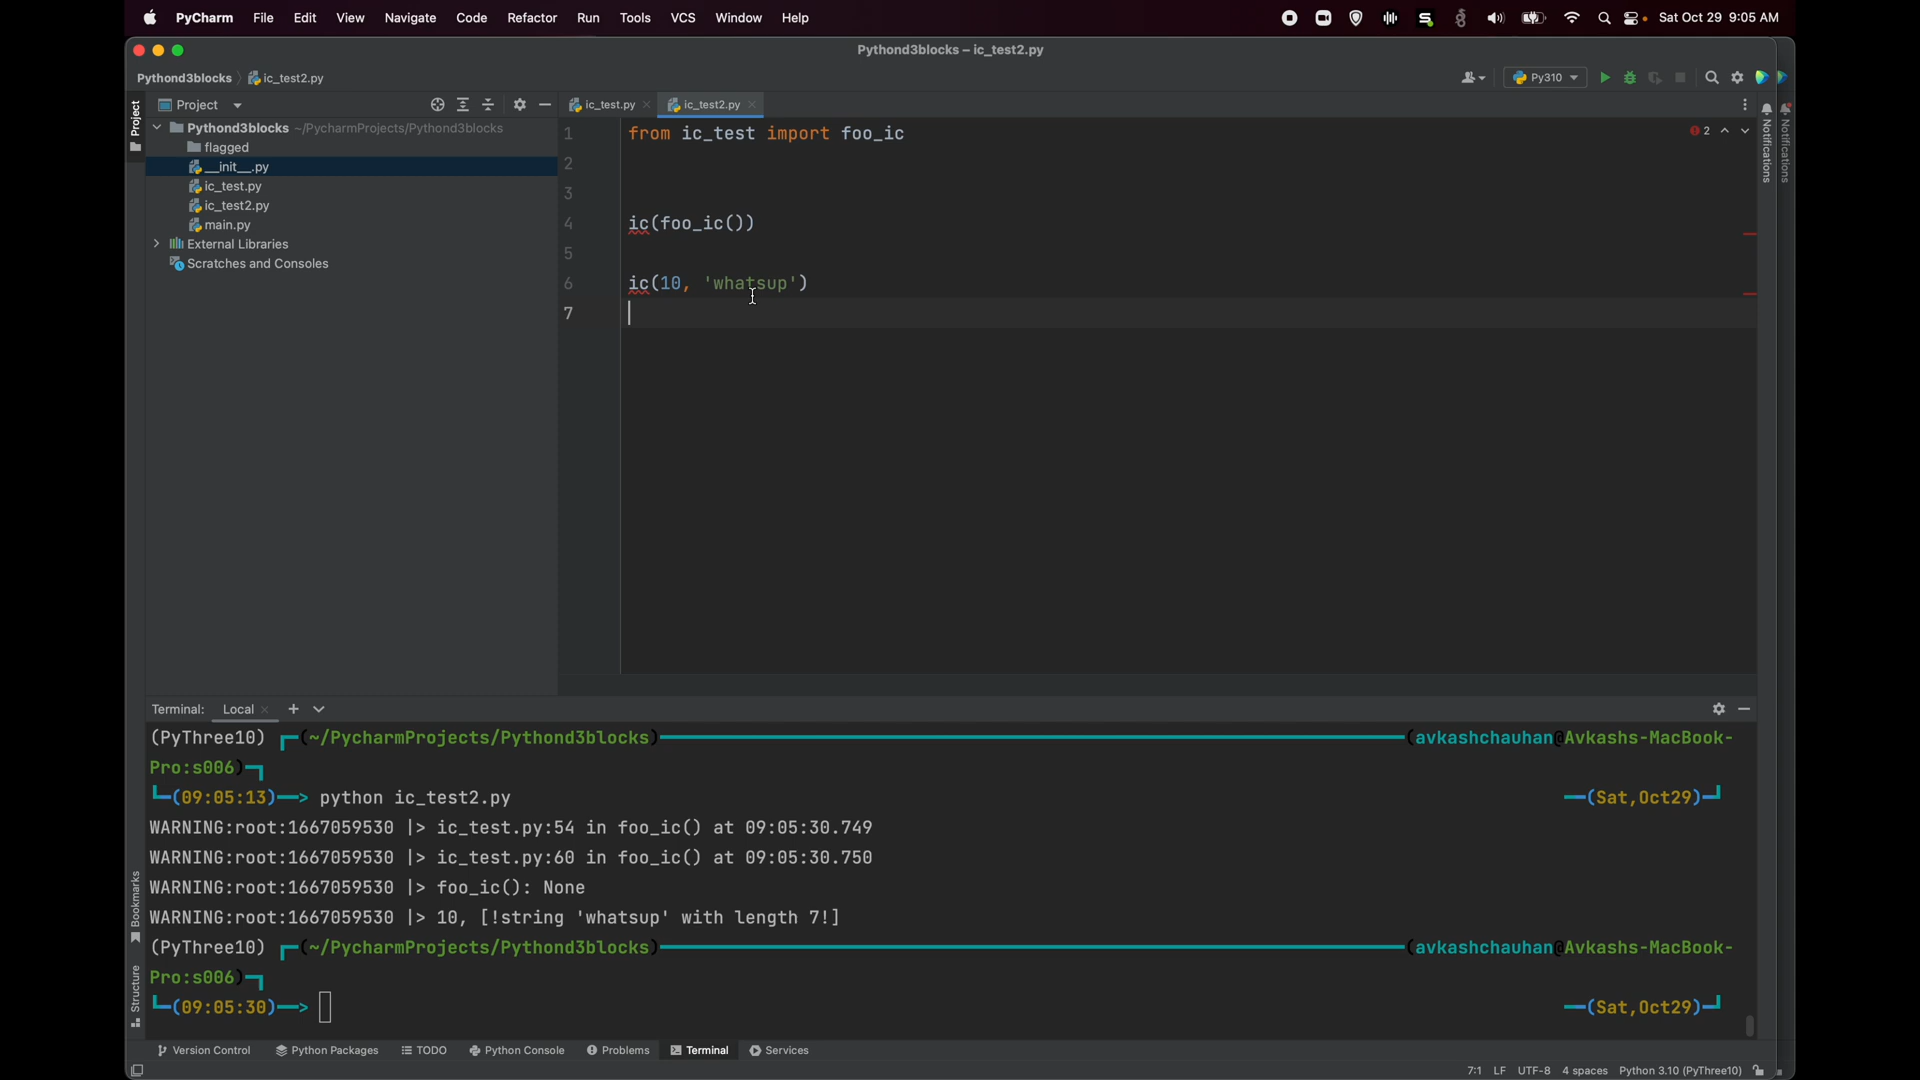 PyCharm File Edit View Navigate Code Refactor Run Tools VCS Window Help Sat Oct 29 9:05 AM
Pythond3blocks – ic_test2.py
Pythond3blocks ic_test2.py Py310
Project ic_test.py ic_test2.py
Project
Pythond3blocks ~/PycharmProjects/Pythond3blocks
flagged
__init__.py
ic_test.py
ic_test2.py
main.py
External Libraries
Scratches and Consoles
1 from ic_test import foo_ic
2
3
4 ic(foo_ic())
5
6 ic(10, 'whatsup')
7
2
Notifications
Notifications
Terminal: Local
(PyThree10) ┏━(~/PycharmProjects/Pythond3blocks)━━(avkashchauhan@Avkashs-MacBook-
Pro:s006)━┓
┗━(09:05:13)━━> python ic_test2.py ━━(Sat,Oct29)━┛
WARNING:root:1667059530 |> ic_test.py:54 in foo_ic() at 09:05:30.749
WARNING:root:1667059530 |> ic_test.py:60 in foo_ic() at 09:05:30.750
WARNING:root:1667059530 |> foo_ic(): None
WARNING:root:1667059530 |> 10, [!string 'whatsup' with length 7!]
(PyThree10) ┏━(~/PycharmProjects/Pythond3blocks)━━(avkashchauhan@Avkashs-MacBook-
Pro:s006)━┓
┗━(09:05:30)━━> ━━(Sat,Oct29)━┛
Bookmarks
Structure
Version Control Python Packages TODO Python Console Problems Terminal Services
7:1 LF UTF-8 4 spaces Python 3.10 (PyThree10)